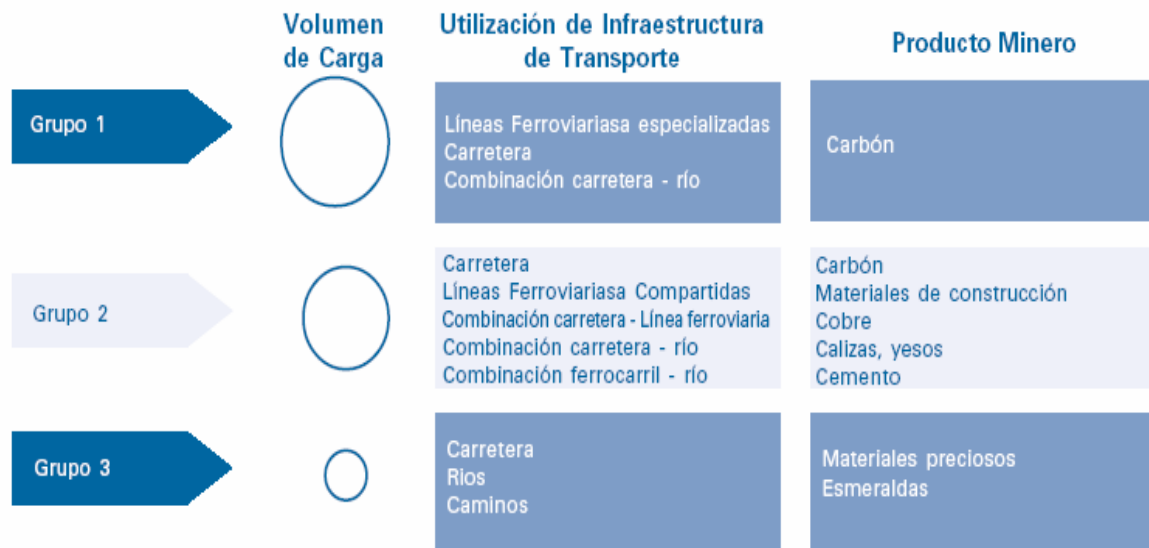 Volumen
de Carga
Utilización de Infraestructura
de Transporte
Producto Minero
Grupo 1
Líneas Ferroviariasa especializadas
Carretera
Combinación carretera - río
Carbón
Grupo 2
Carretera
Líneas Ferroviariasa Compartidas
Combinación carretera - Línea ferroviaria
Combinación carretera - río
Combinación ferrocarril - río
Carbón
Materiales de construcción
Cobre
Calizas, yesos
Cemento
Grupo 3
Carretera
Rios
Caminos
Materiales preciosos
Esmeraldas